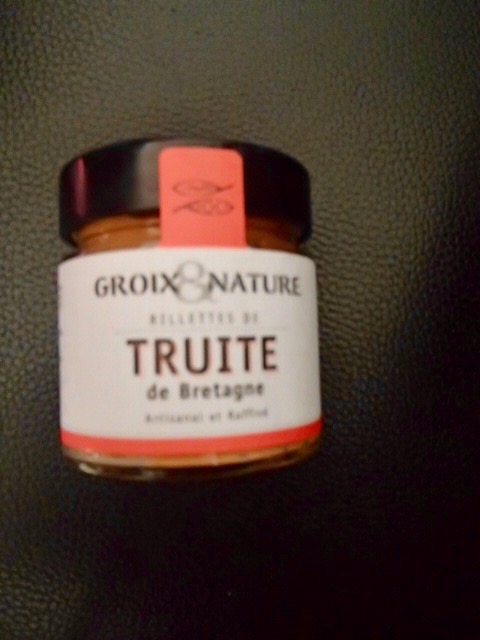 GROIX&NATURE
RILLETTES DE
TRUITE
de Bretagne
Artisanal et Raffiné